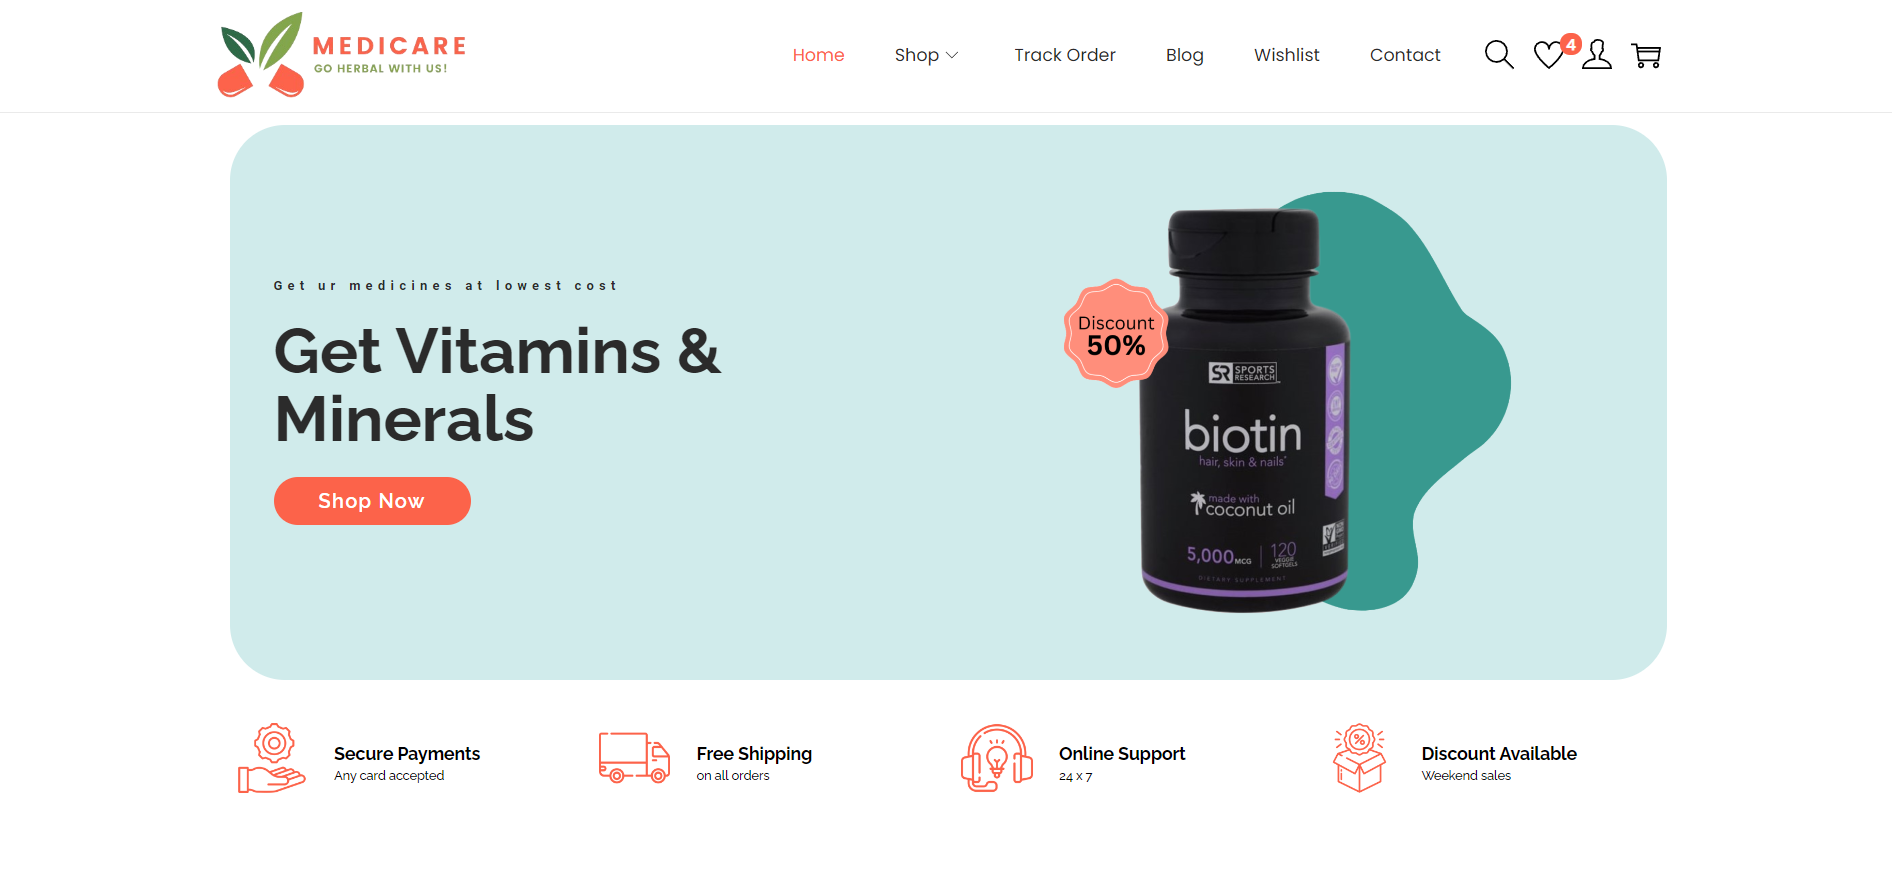 MEDICARE
GO HERBAL WITH US!
Home
Shop
Track Order
Blog
Wishlist
Contact
4
Get ur medicines at lowest cost
Get Vitamins &
Minerals
Shop Now
Discount
50%
SR SPORTS
RESEARCH
biotin
hair, skin & nails*
made with
coconut oil
5,000 MCG
120
VEGGIE
SOFTGELS
DIETARY SUPPLEMENT
Secure Payments
Any card accepted
Free Shipping
on all orders
Online Support
24 x 7
%
Discount Available
Weekend sales